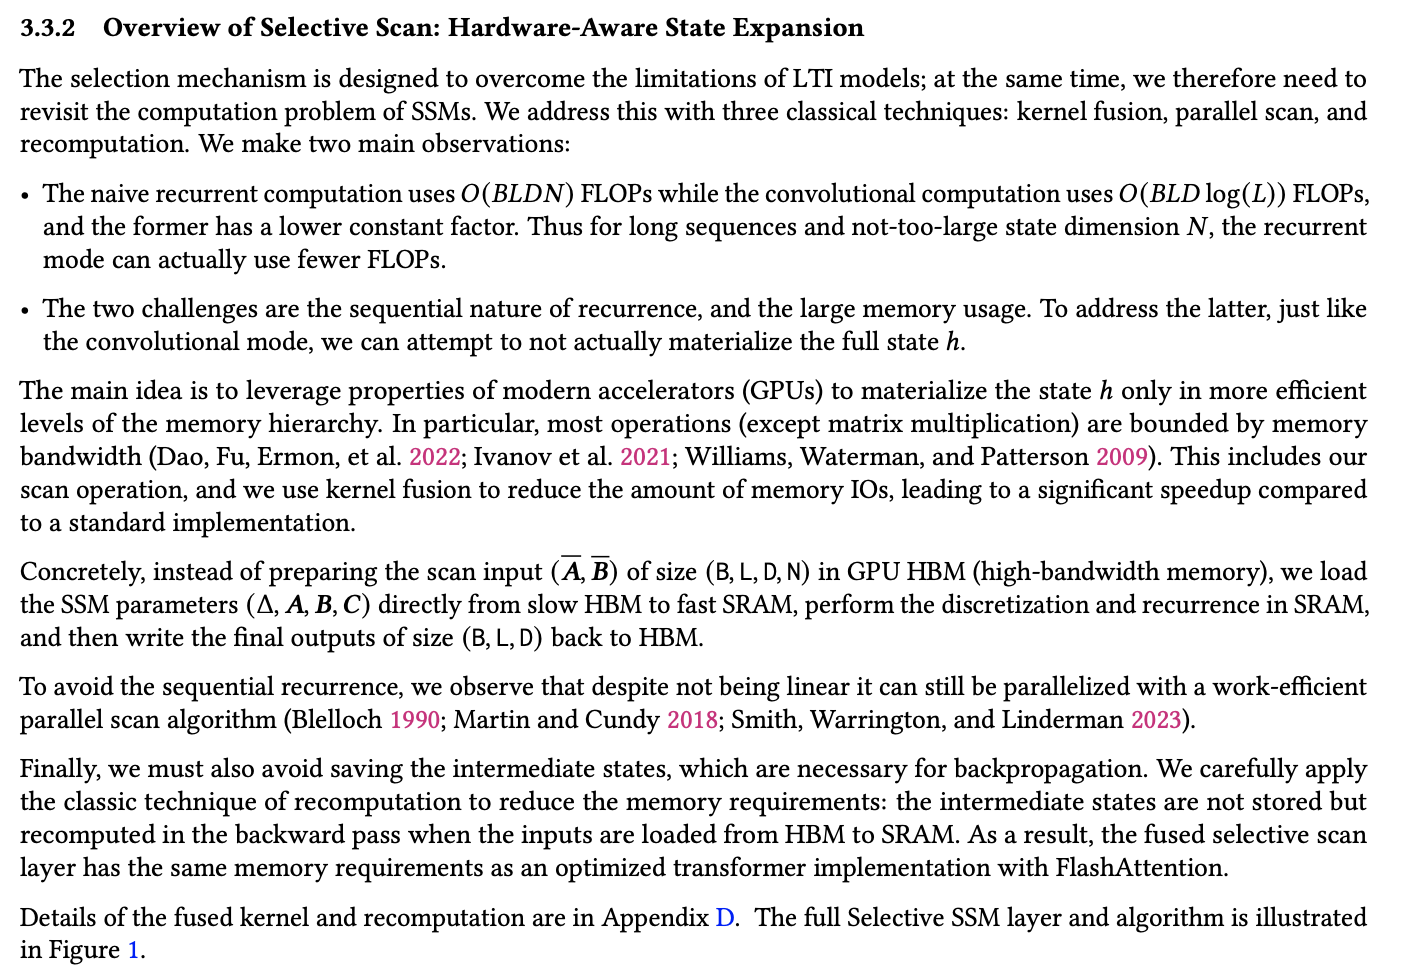 3.3.2 Overview of Selective Scan: Hardware-Aware State Expansion
The selection mechanism is designed to overcome the limitations of LTI models; at the same time, we therefore need to
revisit the computation problem of SSMs. We address this with three classical techniques: kernel fusion, parallel scan, and
recomputation. We make two main observations:
• The naive recurrent computation uses O(BLDN) FLOPs while the convolutional computation uses O(BLD log(L)) FLOPs,
and the former has a lower constant factor. Thus for long sequences and not-too-large state dimension N, the recurrent
mode can actually use fewer FLOPs.
• The two challenges are the sequential nature of recurrence, and the large memory usage. To address the latter, just like
the convolutional mode, we can attempt to not actually materialize the full state h.
The main idea is to leverage properties of modern accelerators (GPUs) to materialize the state h only in more efficient
levels of the memory hierarchy. In particular, most operations (except matrix multiplication) are bounded by memory
bandwidth (Dao, Fu, Ermon, et al. 2022; Ivanov et al. 2021; Williams, Waterman, and Patterson 2009). This includes our
scan operation, and we use kernel fusion to reduce the amount of memory IOs, leading to a significant speedup compared
to a standard implementation.
Concretely, instead of preparing the scan input (A̅, B̅) of size (B, L, D, N) in GPU HBM (high-bandwidth memory), we load
the SSM parameters (Δ, A, B, C) directly from slow HBM to fast SRAM, perform the discretization and recurrence in SRAM,
and then write the final outputs of size (B, L, D) back to HBM.
To avoid the sequential recurrence, we observe that despite not being linear it can still be parallelized with a work-efficient
parallel scan algorithm (Blelloch 1990; Martin and Cundy 2018; Smith, Warrington, and Linderman 2023).
Finally, we must also avoid saving the intermediate states, which are necessary for backpropagation. We carefully apply
the classic technique of recomputation to reduce the memory requirements: the intermediate states are not stored but
recomputed in the backward pass when the inputs are loaded from HBM to SRAM. As a result, the fused selective scan
layer has the same memory requirements as an optimized transformer implementation with FlashAttention.
Details of the fused kernel and recomputation are in Appendix D. The full Selective SSM layer and algorithm is illustrated
in Figure 1.